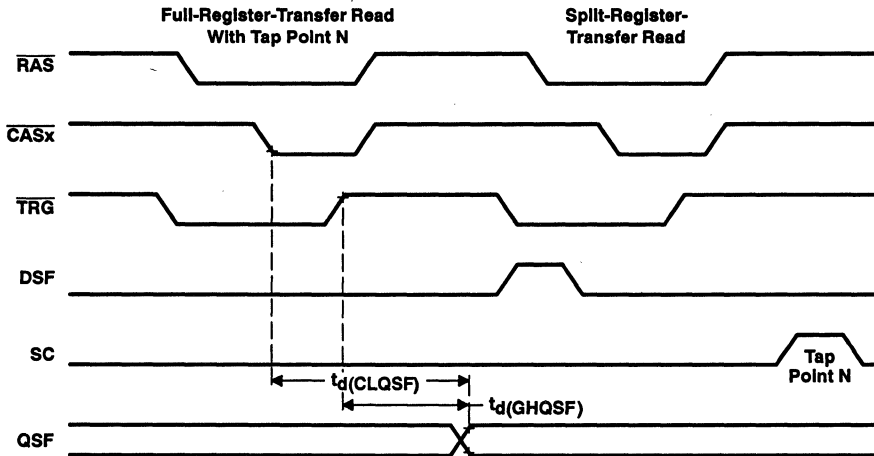 Full-Register-Transfer Read
With Tap Point N
Split-Register-
Transfer Read
RAS
CASx
TRG
DSF
SC
Tap
Point N
td(CLQSF)
td(GHQSF)
QSF